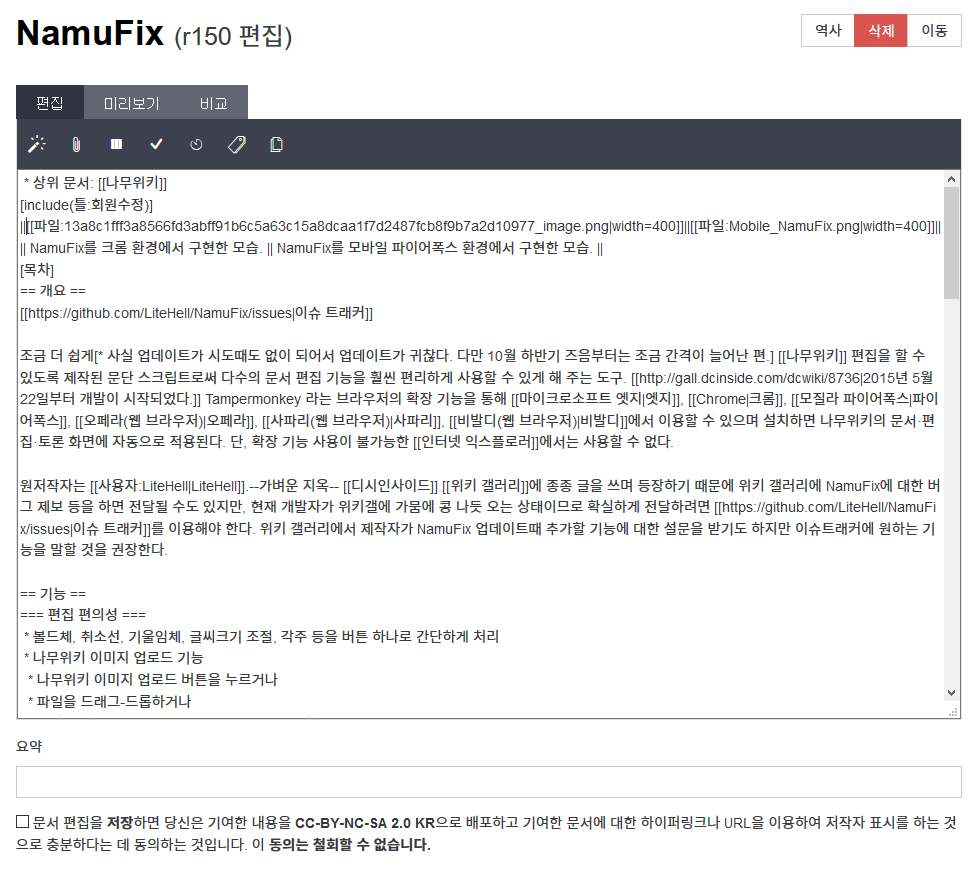 NamuFix (r150 편집)
역사 삭제 이동
편집 미리보기 비교
* 상위 문서: [[나무위키]]
[include(틀:회원수정)]
||[[파일:13a8c1fff3a8566fd3abff91b6c5a63c15a8dcaa1f7d2487fcb8f9b7a2d10977_image.png|width=400]]||[[파일:Mobile_NamuFix.png|width=400]]||
|| NamuFix를 크롬 환경에서 구현한 모습. || NamuFix를 모바일 파이어폭스 환경에서 구현한 모습. ||
[목차]
== 개요 ==
[[https://github.com/LiteHell/NamuFix/issues|이슈 트래커]]
조금 더 쉽게[* 사실 업데이트가 시도때도 없이 되어서 업데이트가 귀찮다. 다만 10월 하반기 즈음부터는 조금 간격이 늘어난 편.] [[나무위키]] 편집을 할 수
있도록 제작된 문단 스크립트로써 다수의 문서 편집 기능을 훨씬 편리하게 사용할 수 있게 해 주는 도구. [[http://gall.dcinside.com/dcwiki/8736|2015년 5월
22일부터 개발이 시작되었다.]] Tampermonkey 라는 브라우저의 확장 기능을 통해 [[마이크로소프트 엣지|엣지]], [[Chrome|크롬]], [[모질라 파이어폭스|파이
어폭스]], [[오페라(웹 브라우저)|오페라]], [[사파리(웹 브라우저)|사파리]], [[비발디(웹 브라우저)|비발디]]에서 이용할 수 있으며 설치하면 나무위키의 문서·편
집·토론 화면에 자동으로 적용된다. 단, 확장 기능 사용이 불가능한 [[인터넷 익스플로러]]에서는 사용할 수 없다.
원저작자는 [[사용자:LiteHell|LiteHell]].--가벼운 지옥-- [[디시인사이드]] [[위키 갤러리]]에 종종 글을 쓰며 등장하기 때문에 위키 갤러리에 NamuFix에 대한 버
그 제보 등을 하면 전달될 수도 있지만, 현재 개발자가 위키갤에 가뭄에 콩 나듯 오는 상태이므로 확실하게 전달하려면 [[https://github.com/LiteHell/NamuFi
x/issues|이슈 트래커]]를 이용해야 한다. 위키 갤러리에서 제작자가 NamuFix 업데이트때 추가할 기능에 대한 설문을 받기도 하지만 이슈트래커에 원하는 기
능을 말할 것을 권장한다.
== 기능 ==
=== 편집 편의성 ===
* 볼드체, 취소선, 기울임체, 글씨크기 조절, 각주 등을 버튼 하나로 간단하게 처리
* 나무위키 이미지 업로드 기능
* 나무위키 이미지 업로드 버튼을 누르거나
* 파일을 드래그-드롭하거나
요약
문서 편집을 저장하면 당신은 기여한 내용을 CC-BY-NC-SA 2.0 KR으로 배포하고 기여한 문서에 대한 하이퍼링크나 URL을 이용하여 저작자 표시를 하는 것
으로 충분하다는 데 동의하는 것입니다. 이 동의는 철회할 수 없습니다.